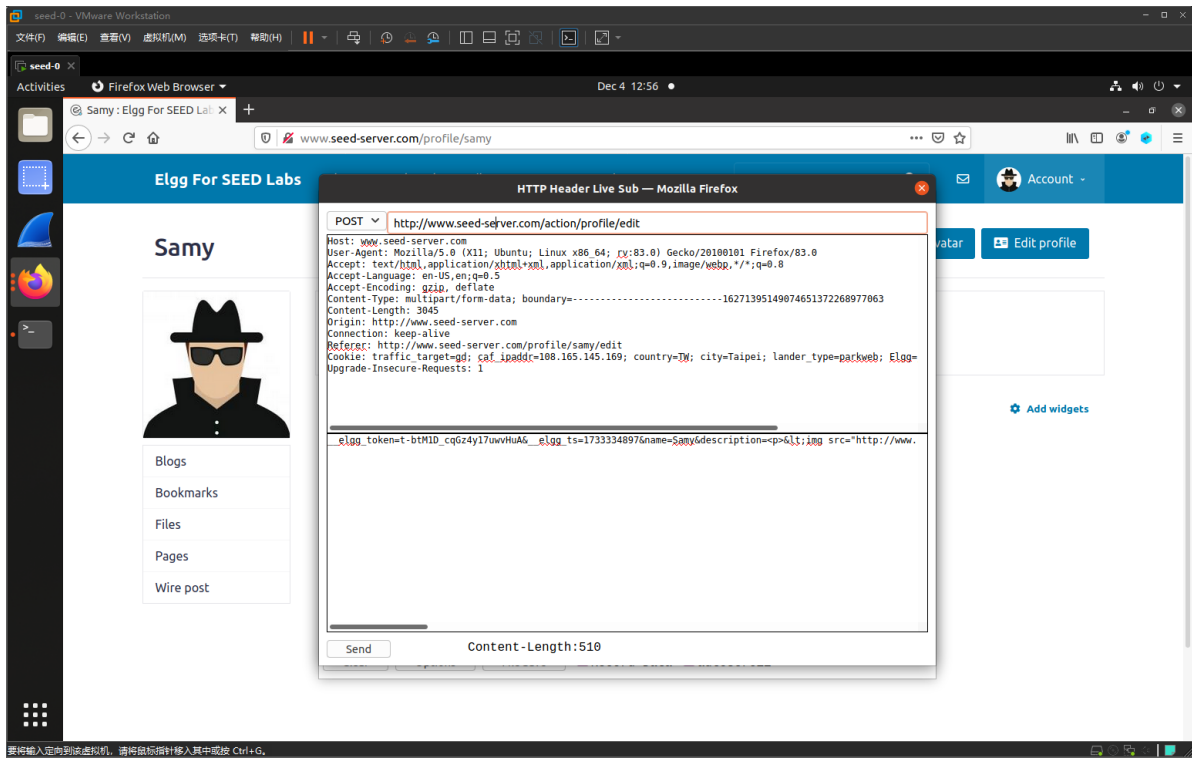 seed-0 - VMware Workstation
文件(F) 编辑(E) 查看(V) 虚拟机(M) 选项卡(T) 帮助(H)
seed-0
Activities Firefox Web Browser Dec 4 12:56
Samy : Elgg For SEED Lab
www.seed-server.com/profile/samy
Elgg For SEED Labs
Account
HTTP Header Live Sub — Mozilla Firefox
POST http://www.seed-server.com/action/profile/edit
Samy
vatar
Edit profile
Host: www.seed-server.com
User-Agent: Mozilla/5.0 (X11; Ubuntu; Linux x86_64; rv:83.0) Gecko/20100101 Firefox/83.0
Accept: text/html,application/xhtml+xml,application/xml;q=0.9,image/webp,*/*;q=0.8
Accept-Language: en-US,en;q=0.5
Accept-Encoding: gzip, deflate
Content-Type: multipart/form-data; boundary=---------------------------162713951490746513722689​77063
Content-Length: 3045
Origin: http://www.seed-server.com
Connection: keep-alive
Referer: http://www.seed-server.com/profile/samy/edit
Cookie: traffic_target=gd; caf_ipaddr=108.165.145.169; country=TW; city=Taipei; lander_type=parkweb; Elgg=
Upgrade-Insecure-Requests: 1
Add widgets
__elgg_token=t-btM1D_cqGz4y17uwvHuA&__elgg_ts=1733334897&name=Samy&description=<p>&lt;img src="http://www.
Blogs
Bookmarks
Files
Pages
Wire post
Send Content-Length:510
要将输入定向到该虚拟机，请将鼠标指针移入其中或按 Ctrl+G。